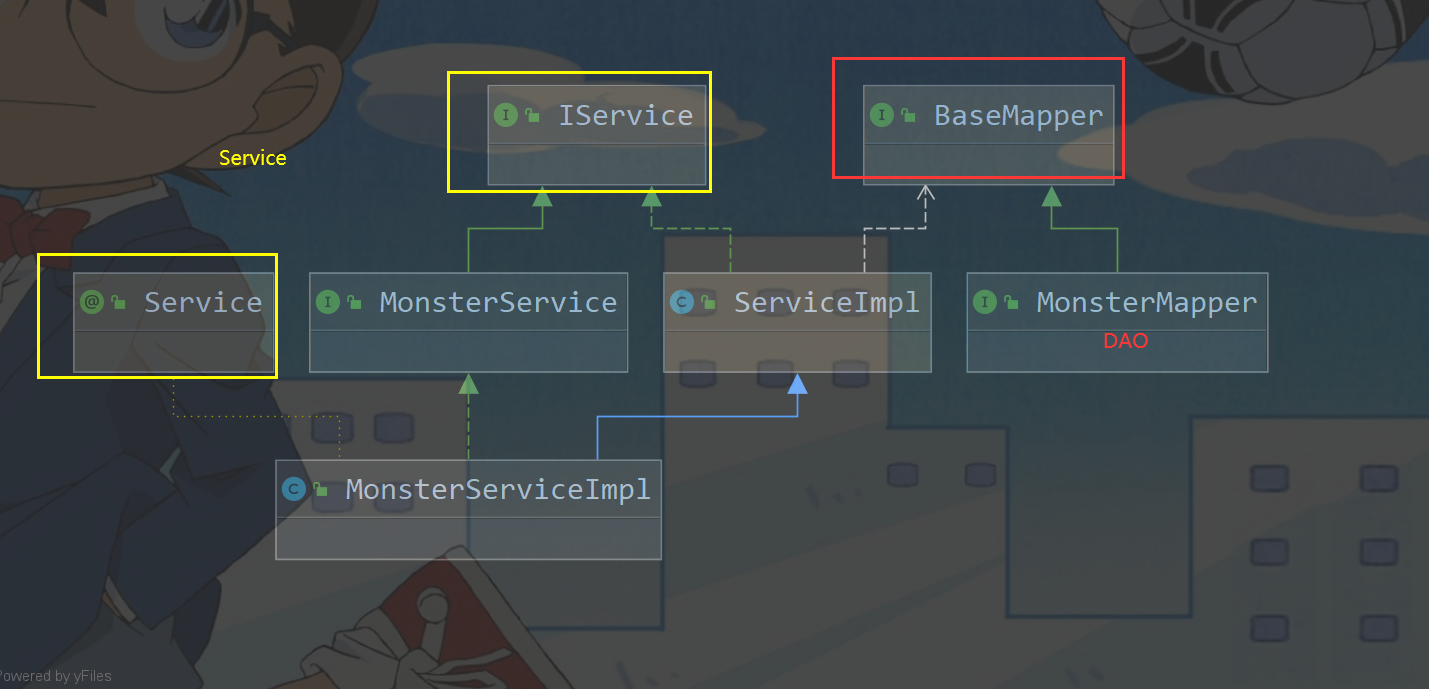 IService
BaseMapper
Service
Service
MonsterService
ServiceImpl
MonsterMapper
DAO
MonsterServiceImpl
Powered by yFiles